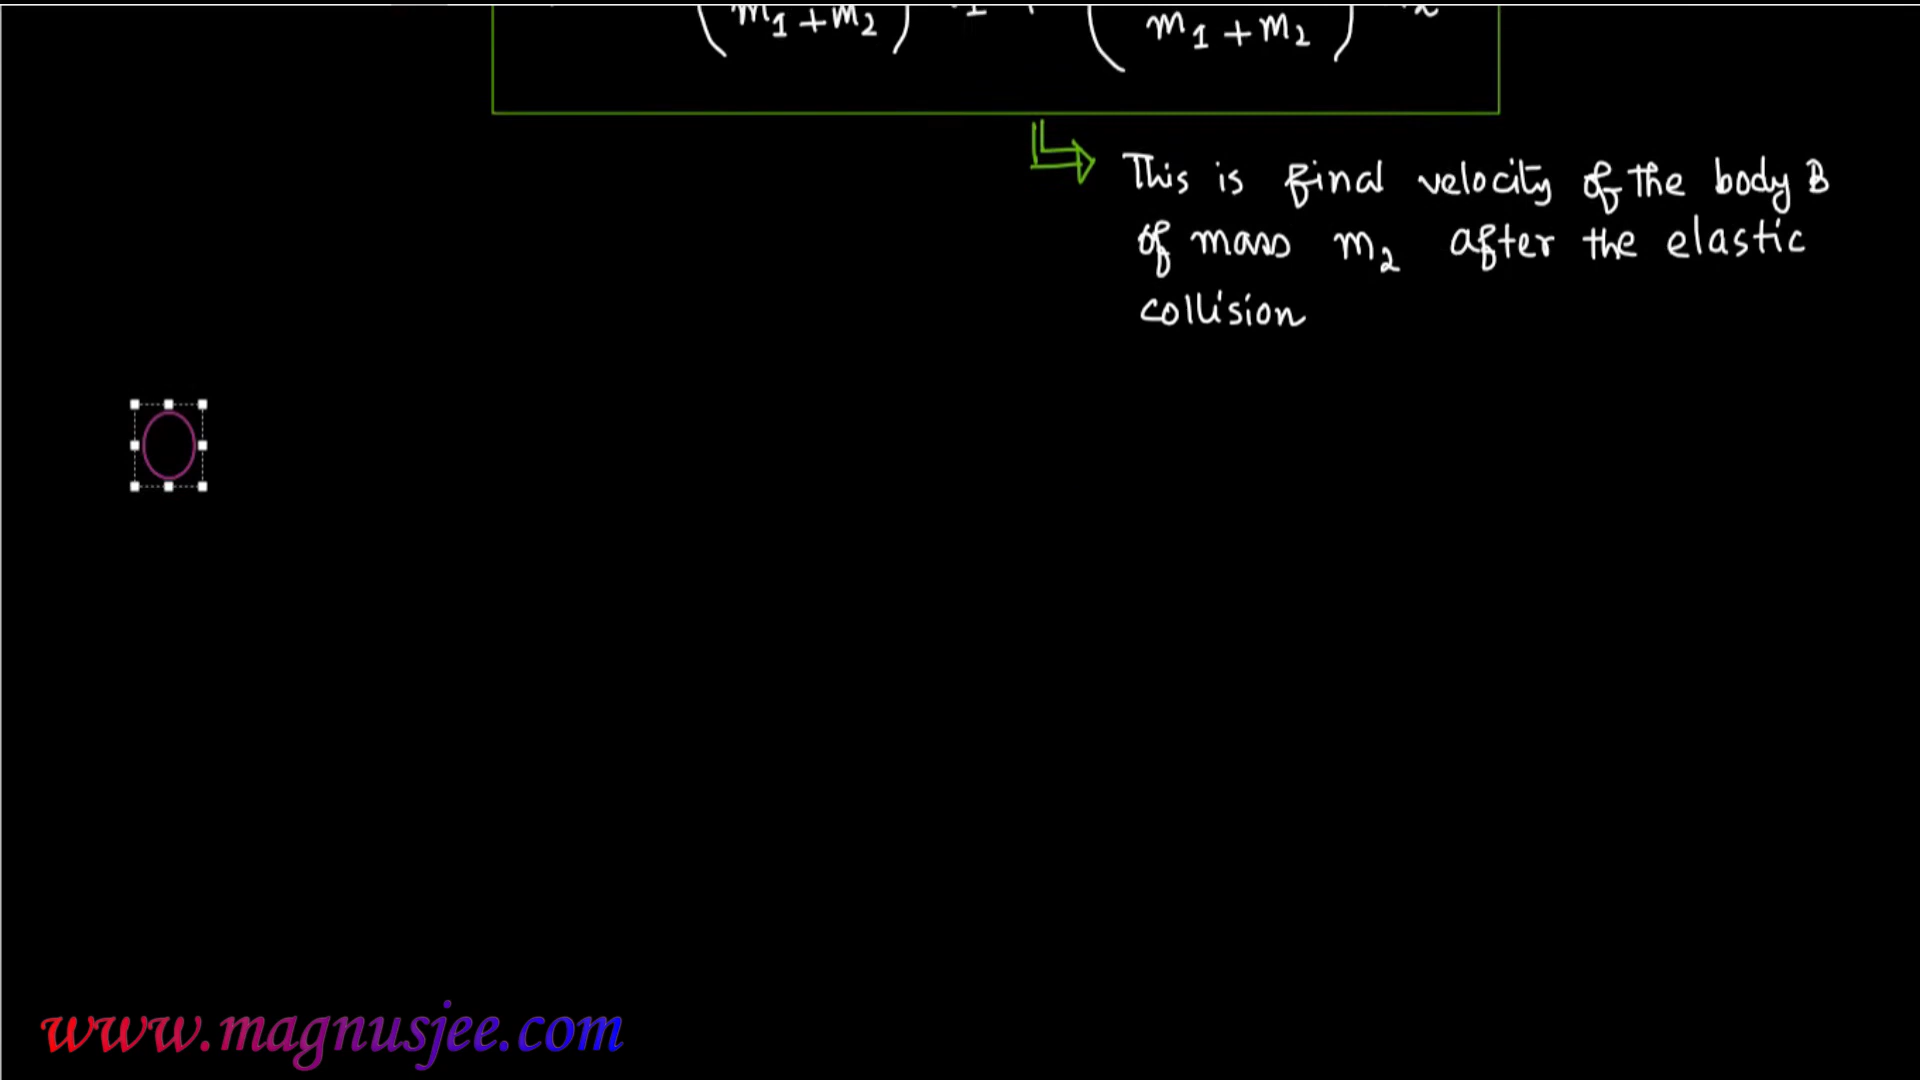 (m1+m2) (m1+m2)
This is final velocity of the body B
of mass m2 after the elastic
collision
www.magnusjee.com